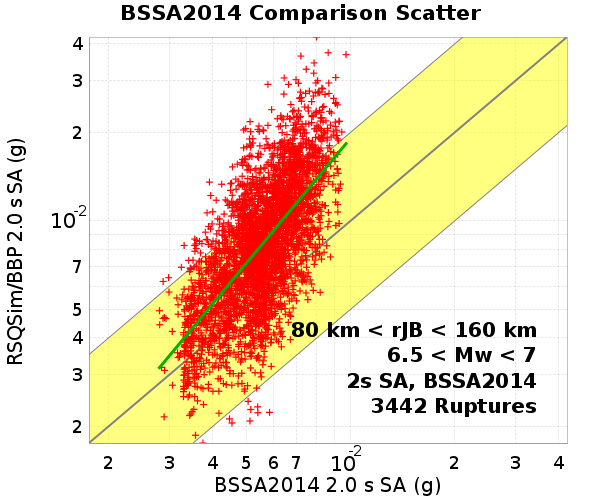 BSSA2014 Comparison Scatter
RSQSim/BBP 2.0 s SA (g)
4
3
2
10-2
7
5
4
3
2
80 km < rJB < 160 km
6.5 < Mw < 7
2s SA, BSSA2014
3442 Ruptures
2 3 4 5 6 7 10-2 2 3 4
BSSA2014 2.0 s SA (g)